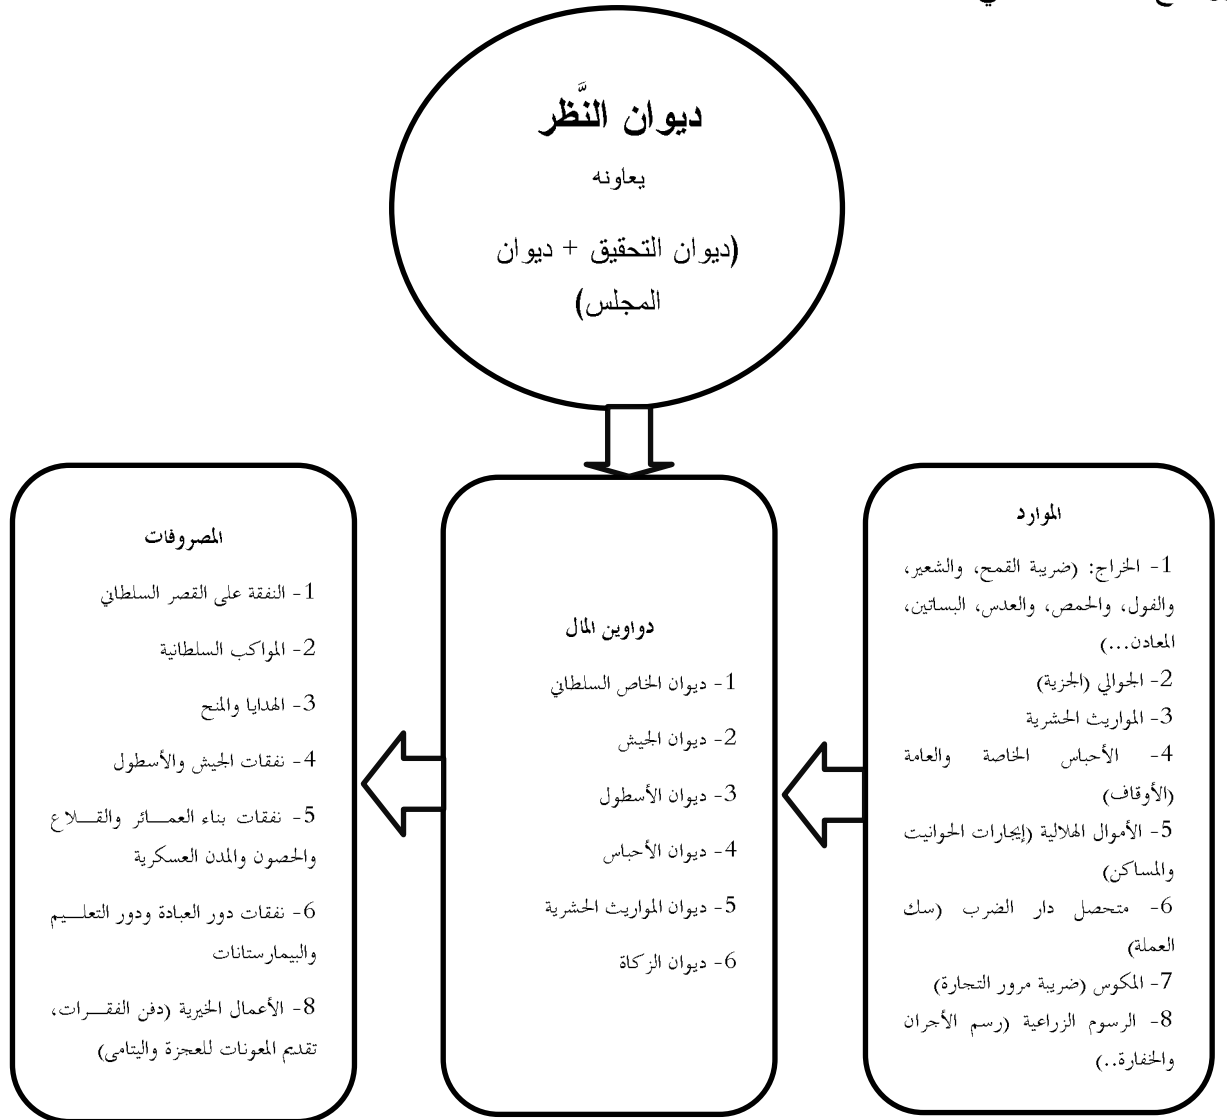 ديوان النَّظر
يعاونه
(ديوان التحقيق + ديوان
المجلس)
الموارد
1- الخراج: (ضريبة القمح، والشعير،
والفول، والحمص، والعدس، البساتين،
المعادن...)
2- الجوالي (الجزية)
3- المواريث الحشرية
4- الأحباس الخاصة والعامة
(الأوقاف)
5- الأموال الهلالية (إيجارات الحوانيت
والمساكن)
6- متحصل دار الضرب (سك
العملة)
7- المكوس (ضريبة مرور التجارة)
8- الرسوم الزراعية (رسم الأجران
والخفارة..)
دواوين المال
1- ديوان الخاص السلطاني
2- ديوان الجيش
3- ديوان الأسطول
4- ديوان الأحباس
5- ديوان المواريث الحشرية
6- ديوان الزكاة
المصروفات
1- النفقة على القصر السلطاني
2- المواكب السلطانية
3- الهدايا والمنح
4- نفقات الجيش والأسطول
5- نفقات بناء العمـــائر والقـــلاع
والحصون والمدن العسكرية
6- نفقات دور العبادة ودور التعلـــيم
والبيمارستانات
8- الأعمال الخيرية (دفن الفقـــرات،
تقديم المعونات للعجزة واليتامى)